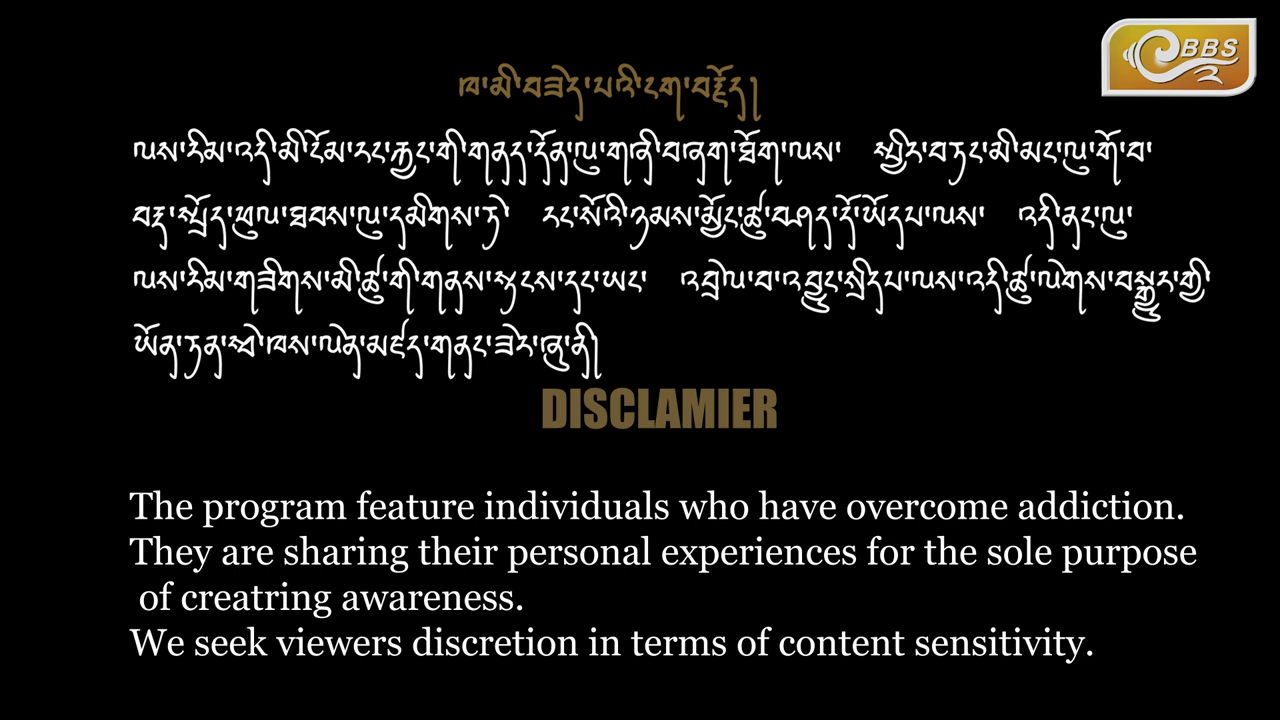 BBS 2
ཁ་མི་བཟེད་པའི་ངག་བརྗོད།
ལས་རིམ་འདི་མི་ངོམ་རང་རྐྱང་གི་གནད་དོན་ལུ་གཞི་བཞག་ཐོག་ལས་ སྤྱིར་བཏང་མི་མང་ལུ་གོ་བ་
བརྡ་སྤྲོད་ཕུལ་ཐབས་ལུ་དམིགས་ཏེ་ རང་སོའི་ཉམས་མྱོང་ཚུ་བཤད་དོ་ཡོདཔ་ལས་ འདི་ནང་ལུ་
ལས་རིམ་གཟིགས་མི་ཚུ་གི་གནས་སྟངས་དང་ཡང་ འབྲེལ་བ་འབྱུང་སྲིདཔ་ལས་འདི་ཚུ་ལེགས་བསྒྱུར་གྱི་
ཡོན་ཏན་སྦེ་ཁས་ལེན་མཛད་གནང་ཟེར་ཞུ་ནི།
DISCLAMIER
The program feature individuals who have overcome addiction.
They are sharing their personal experiences for the sole purpose
of creatring awareness.
We seek viewers discretion in terms of content sensitivity.